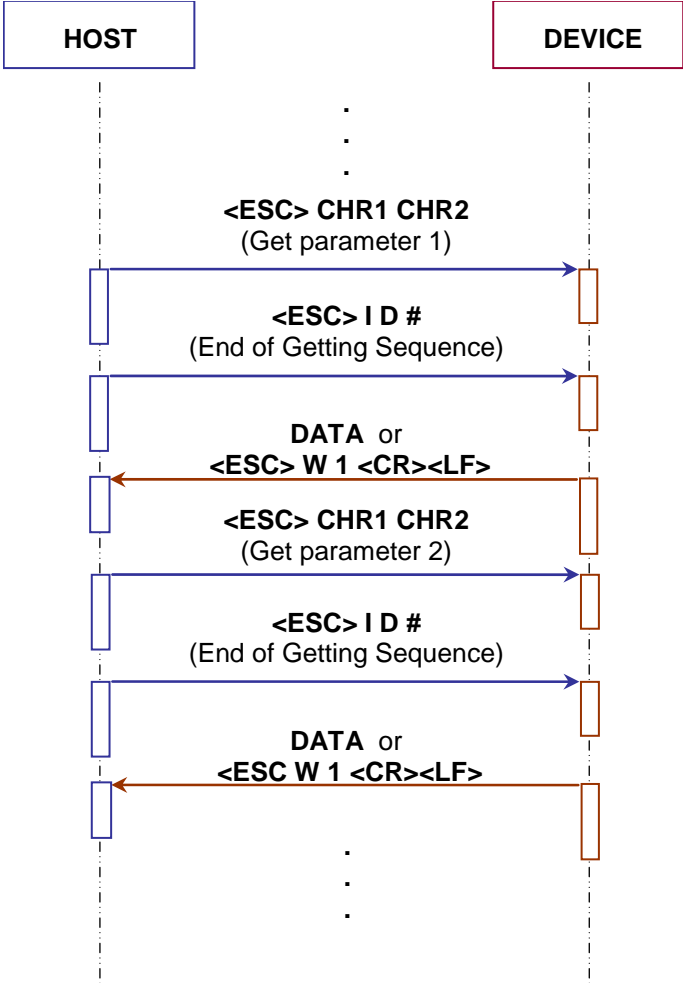 HOST DEVICE
.
.
.
<ESC> CHR1 CHR2
(Get parameter 1)
<ESC> I D #
(End of Getting Sequence)
DATA or
<ESC> W 1 <CR><LF>
<ESC> CHR1 CHR2
(Get parameter 2)
<ESC> I D #
(End of Getting Sequence)
DATA or
<ESC W 1 <CR><LF>
.
.
.